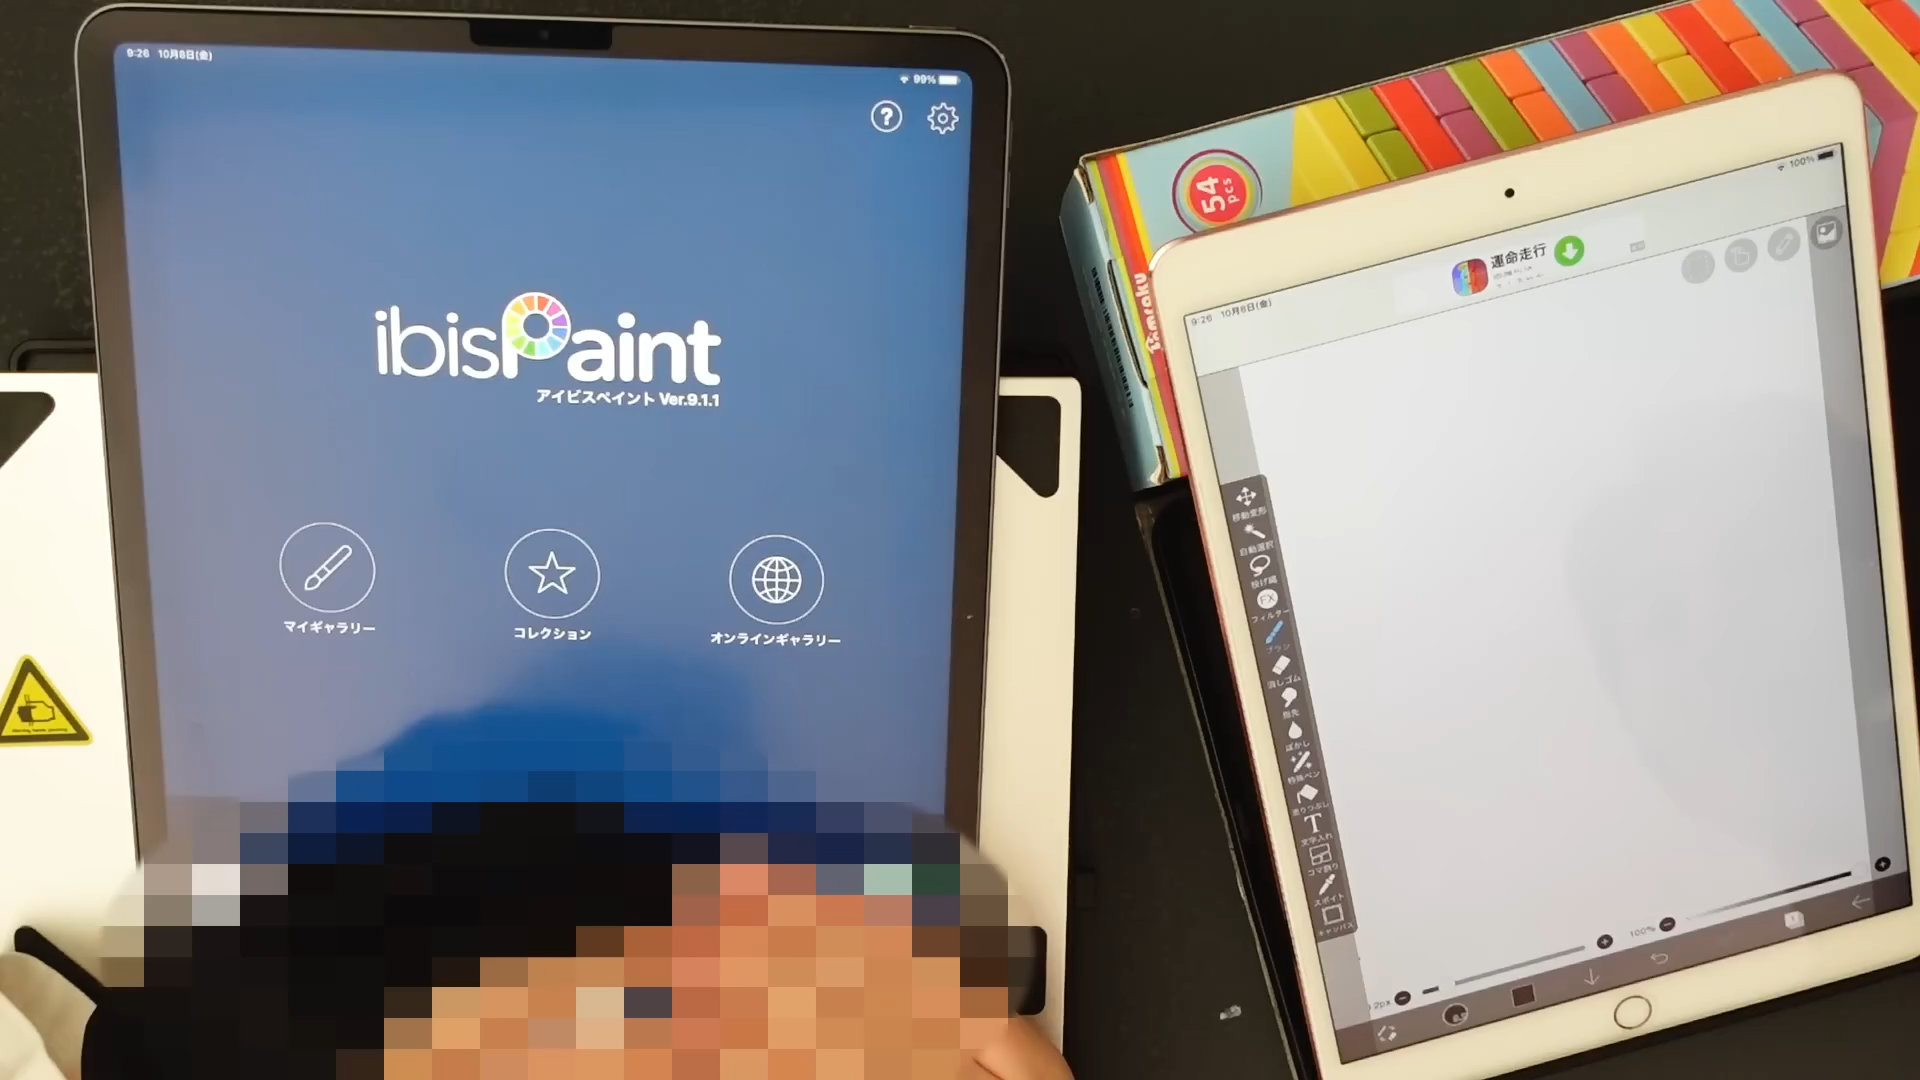 9:26 10月8日(金)
99%
?
ibisPaint
アイビスペイント Ver.9.1.1
マイギャラリー
コレクション
オンラインギャラリー
54
pcs
100%
9:26 10月8日(金)
運命走行
移動変形
自動選択
投げ縄
FX
フィルター
ブラシ
消しゴム
指先
ぼかし
特殊ペン
塗りつぶし
T
文字入れ
コマ割り
スポイト
キャンバス
100%
2px